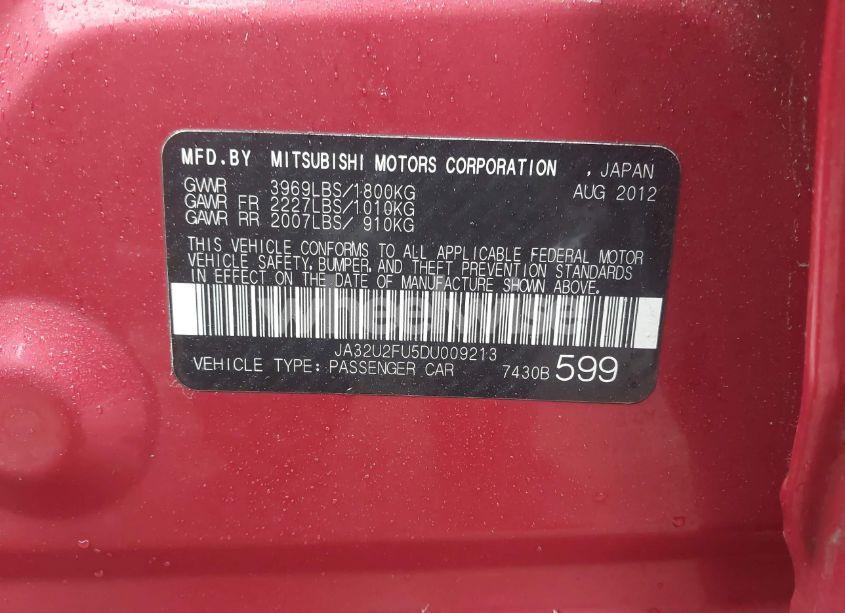 MFD.BY MITSUBISHI MOTORS CORPORATION , JAPAN
GVWR 3969LBS/1800KG AUG 2012
GAWR FR 2227LBS/1010KG
GAWR RR 2007LBS/ 910KG
THIS VEHICLE CONFORMS TO ALL APPLICABLE FEDERAL MOTOR
VEHICLE SAFETY, BUMPER, AND THEFT PREVENTION STANDARDS
IN EFFECT ON THE DATE OF MANUFACTURE SHOWN ABOVE.
wheelwise
JA32U2FU5DU009213
VEHICLE TYPE: PASSENGER CAR 7430B 599